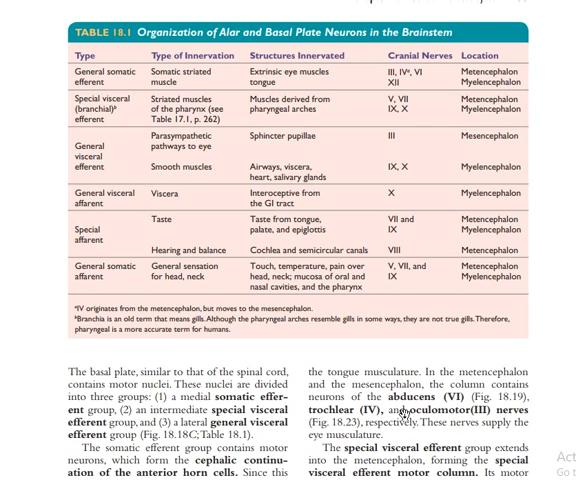 TABLE 18.1 Organization of Alar and Basal Plate Neurons in the Brainstem
Type Type of Innervation Structures Innervated Cranial Nerves Location
General somatic Somatic striated Extrinsic eye muscles III, IVᵃ, VI Metencephalon
efferent muscle tongue XII Myelencephalon
Special visceral Striated muscles Muscles derived from V, VII Metencephalon
(branchial)ᵇ of the pharynx (see pharyngeal arches IX, X Myelencephalon
efferent Table 17.1, p. 262)
Parasympathetic Sphincter pupillae III Mesencephalon
General pathways to eye
visceral
efferent Smooth muscles Airways, viscera, IX, X Myelencephalon
heart, salivary glands
General visceral Viscera Interoceptive from X Myelencephalon
affarent the GI tract
Taste Taste from tongue, VII and Metencephalon
Special palate, and epiglottis IX Myelencephalon
affarent
Hearing and balance Cochlea and semicircular canals VIII Metencephalon
General somatic General sensation Touch, temperature, pain over V, VII, and Metencephalon
affarent for head, neck head, neck; mucosa of oral and IX Myelencephalon
nasal cavities, and the pharynx
ᵃIV originates from the metencephalon, but moves to the mesencephalon.
ᵇBranchia is an old term that means gills. Although the pharyngeal arches resemble gills in some ways, they are not true gills. Therefore,
pharyngeal is a more accurate term for humans.
The basal plate, similar to that of the spinal cord,
contains motor nuclei. These nuclei are divided
into three groups: (1) a medial somatic effer-
ent group, (2) an intermediate special visceral
efferent group, and (3) a lateral general visceral
efferent group (Fig. 18.18C; Table 18.1).
The somatic efferent group contains motor
neurons, which form the cephalic continu-
ation of the anterior horn cells. Since this
the tongue musculature. In the metencephalon
and the mesencephalon, the column contains
neurons of the abducens (VI) (Fig. 18.19),
trochlear (IV), and oculomotor(III) nerves
(Fig. 18.23), respectively. These nerves supply the
eye musculature.
The special visceral efferent group extends
into the metencephalon, forming the special
visceral efferent motor column. Its motor
Act
Go t